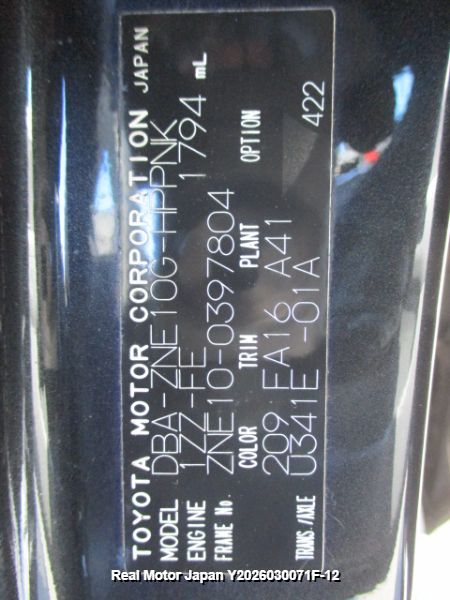 TOYOTA MOTOR CORPORATION JAPAN
MODEL DBA-ZNE10G-HPPNK
ENGINE 1ZZ-FE 1794 mL
FRAME No. ZNE10-0397804
COLOR TRIM PLANT OPTION
209 EA16 A41
TRANS/AXLE U341E -01A 422
Real Motor Japan Y2026030071F-12